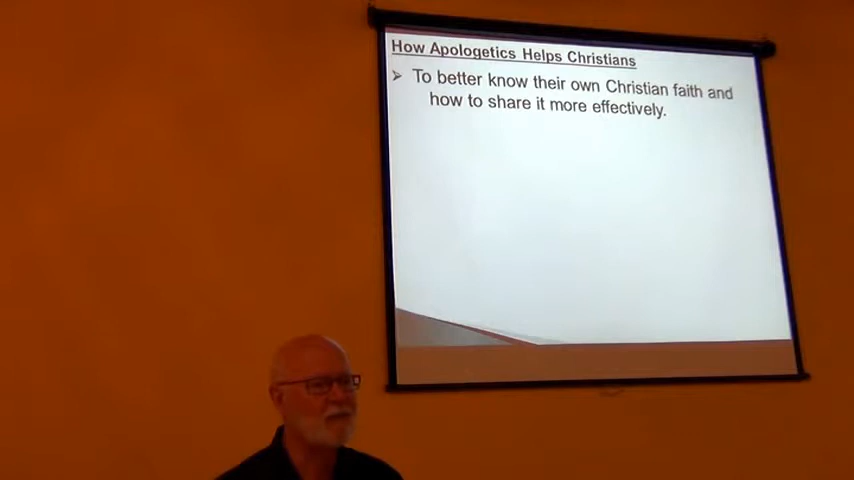 How Apologetics Helps Christians
➢ To better know their own Christian faith and
how to share it more effectively.